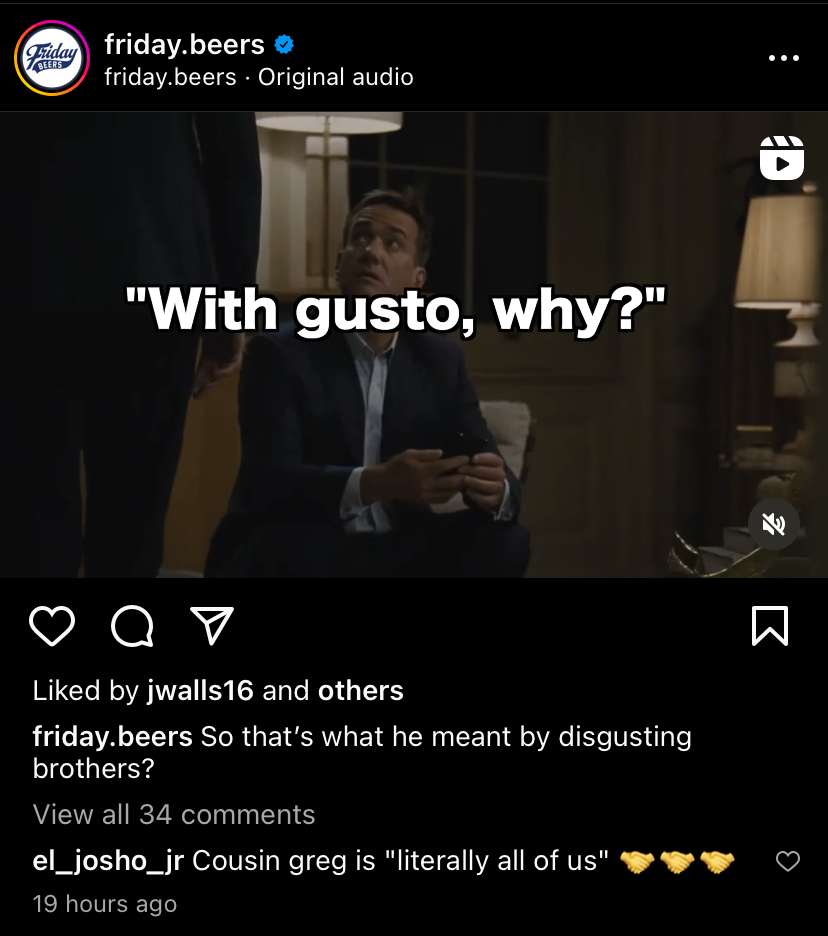 Friday
BEERS
friday.beers
friday.beers · Original audio
"With gusto, why?"
Liked by jwalls16 and others
friday.beers So that’s what he meant by disgusting
brothers?
View all 34 comments
el_josho_jr Cousin greg is "literally all of us" 🤝🤝🤝
19 hours ago